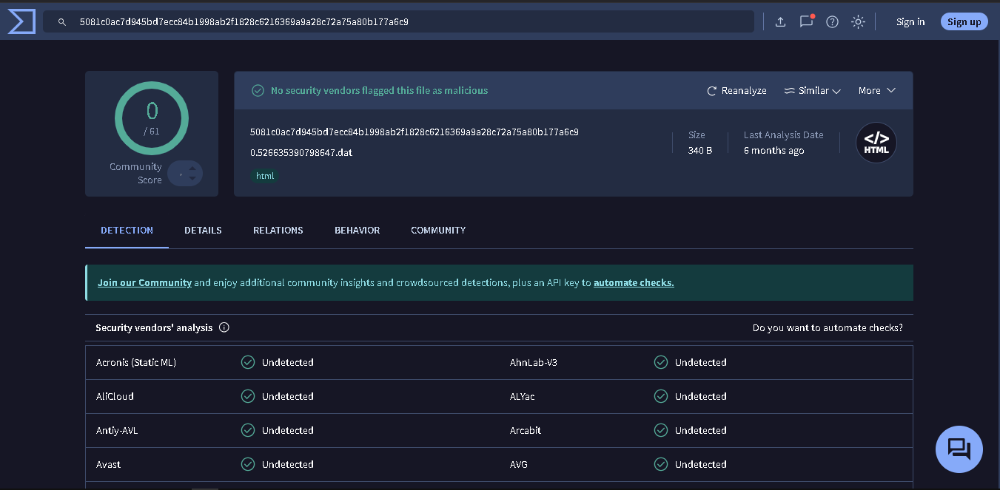 5081c0ac7d945bd7ecc84b1998ab2f1828c6216369a9a28c72a75a80b177a6c9
Sign in
Sign up
0
/ 61
Community
Score
No security vendors flagged this file as malicious
Reanalyze
Similar
More
5081c0ac7d945bd7ecc84b1998ab2f1828c6216369a9a28c72a75a80b177a6c9
0.526635390798647.dat
html
Size
340 B
Last Analysis Date
6 months ago
</>
HTML
DETECTION
DETAILS
RELATIONS
BEHAVIOR
COMMUNITY
Join our Community and enjoy additional community insights and crowdsourced detections, plus an API key to automate checks.
Security vendors' analysis
Do you want to automate checks?
Acronis (Static ML) Undetected AhnLab-V3 Undetected
AliCloud Undetected ALYac Undetected
Antiy-AVL Undetected Arcabit Undetected
Avast Undetected AVG Undetected